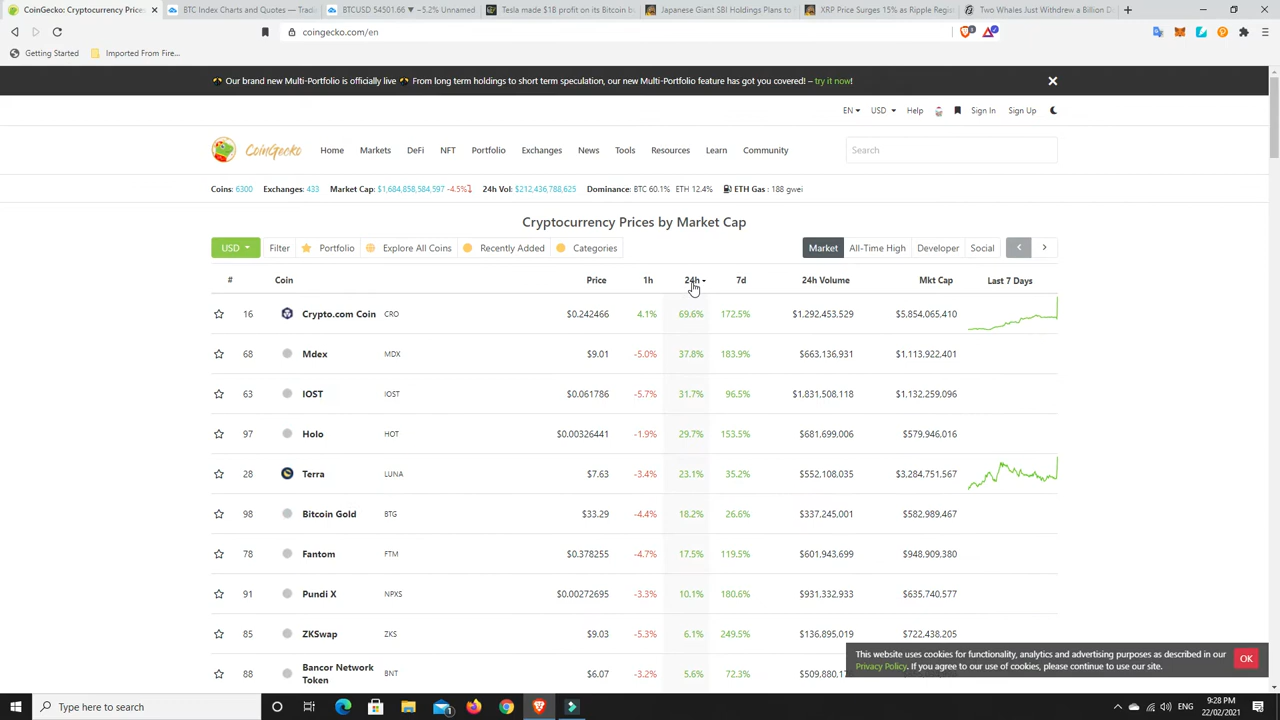 CoinGecko: Cryptocurrency Prices
BTC Index Charts and Quotes — Tradi
BTCUSD 54501.66 ▼ −5.2% Unnamed
Tesla made $1B profit on its Bitcoin b
Japanese Giant SBI Holdings Plans to
XRP Price Surges 15% as Ripple Regis
Two Whales Just Withdrew a Billion D
coingecko.com/en
Getting Started
Imported From Fire...
Our brand new Multi-Portfolio is officially live
From long term holdings to short term speculation, our new Multi-Portfolio feature has got you covered! – try it now!
EN USD Help Sign In Sign Up
CoinGecko Home Markets DeFi NFT Portfolio Exchanges News Tools Resources Learn Community Search
Coins: 6300 Exchanges: 433 Market Cap: $1,684,858,584,597 -4.5% 24h Vol: $212,436,788,625 Dominance: BTC 60.1% ETH 12.4% ETH Gas : 188 gwei
Cryptocurrency Prices by Market Cap
USD Filter Portfolio Explore All Coins Recently Added Categories Market All-Time High Developer Social
# Coin Price 1h 24h 7d 24h Volume Mkt Cap Last 7 Days
16 Crypto.com Coin CRO $0.242466 4.1% 69.6% 172.5% $1,292,453,529 $5,854,065,410
68 Mdex MDX $9.01 -5.0% 37.8% 183.9% $663,136,931 $1,113,922,401
63 IOST IOST $0.061786 -5.7% 31.7% 96.5% $1,831,508,118 $1,132,259,096
97 Holo HOT $0.00326441 -1.9% 29.7% 153.5% $681,699,006 $579,946,016
28 Terra LUNA $7.63 -3.4% 23.1% 35.2% $552,108,035 $3,284,751,567
98 Bitcoin Gold BTG $33.29 -4.4% 18.2% 26.6% $337,245,001 $582,989,467
78 Fantom FTM $0.378255 -4.7% 17.5% 119.5% $601,943,699 $948,909,380
91 Pundi X NPXS $0.00272695 -3.3% 10.1% 180.6% $931,332,933 $635,740,577
85 ZKSwap ZKS $9.03 -5.3% 6.1% 249.5% $136,895,019 $722,438,205
88 Bancor Network Token BNT $6.07 -3.2% 5.6% 72.3% $509,880,1
This website uses cookies for functionality, analytics and advertising purposes as described in our
Privacy Policy. If you agree to our use of cookies, please continue to use our site.
OK
Type here to search
ENG
9:28 PM
22/02/2021